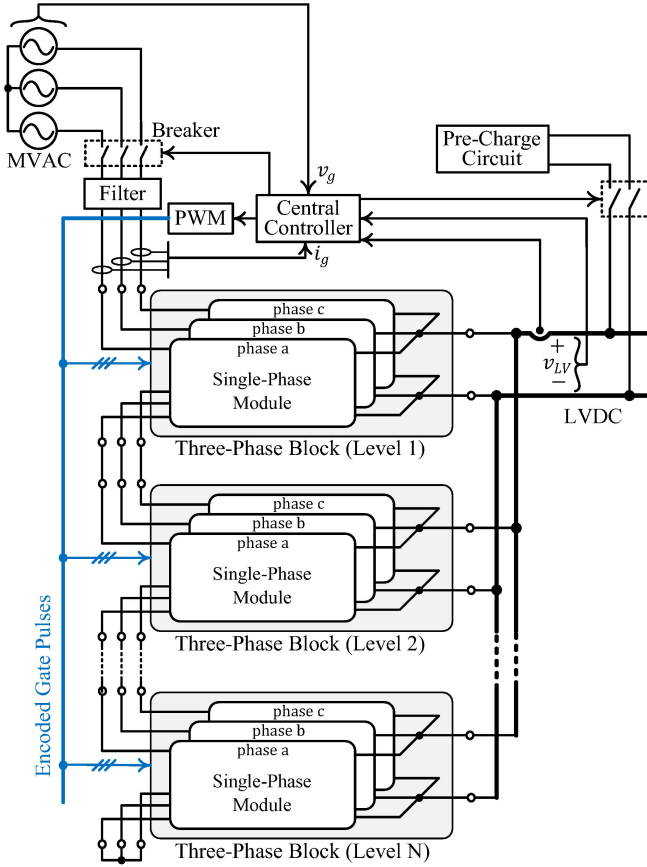 MVAC
Breaker
Pre-Charge
Circuit
v_g
Filter
PWM
Central
Controller
i_g
phase c
phase b
phase a
Single-Phase
Module
+
v_LV
−
LVDC
Three-Phase Block (Level 1)
phase c
phase b
phase a
Single-Phase
Module
Three-Phase Block (Level 2)
Encoded Gate Pulses
phase c
phase b
phase a
Single-Phase
Module
Three-Phase Block (Level N)